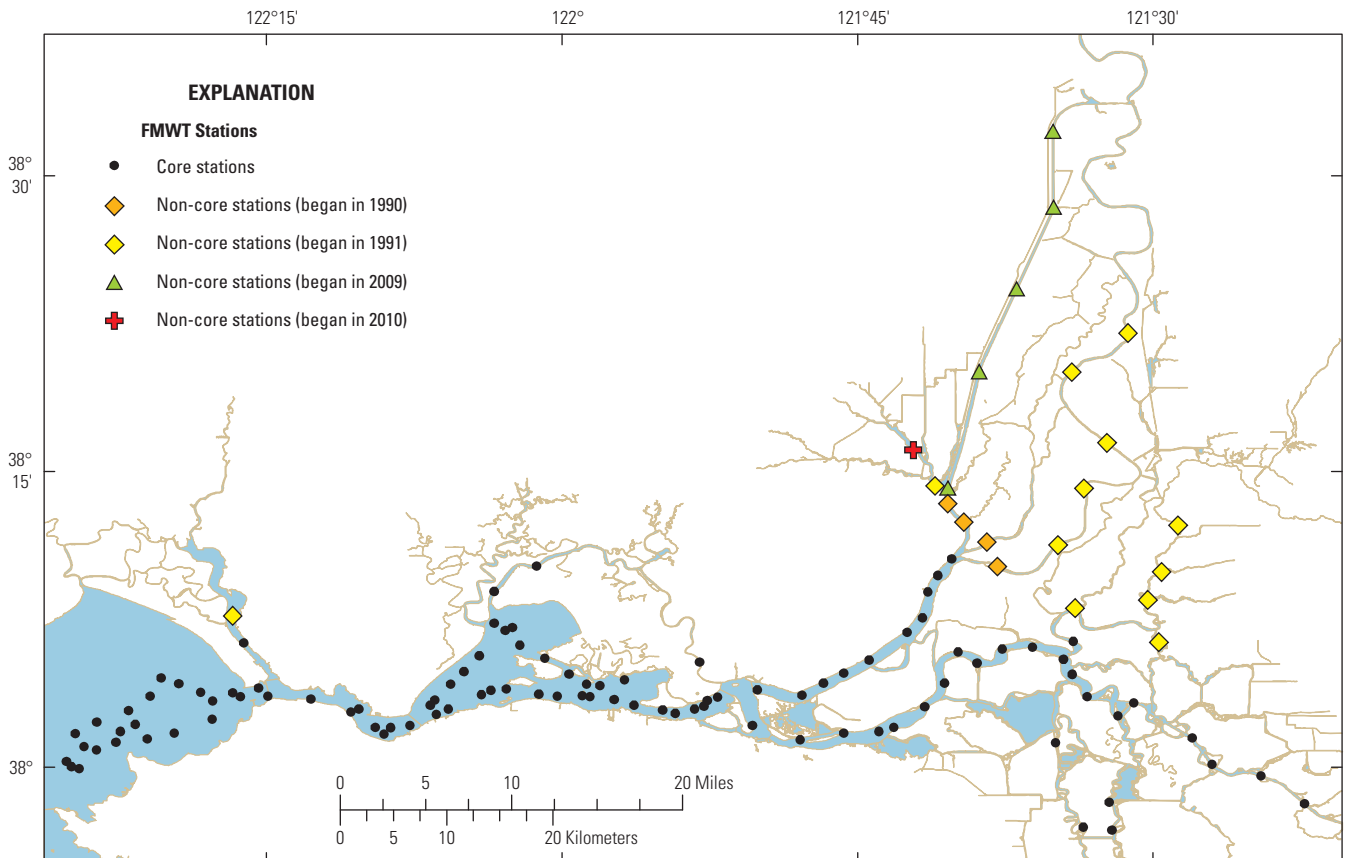 122°15'
122°
121°45'
121°30'
EXPLANATION
FMWT Stations
Core stations
Non-core stations (began in 1990)
Non-core stations (began in 1991)
Non-core stations (began in 2009)
Non-core stations (began in 2010)
38°
30'
38°
15'
38°
0 5 10 20 Miles
0 5 10 20 Kilometers